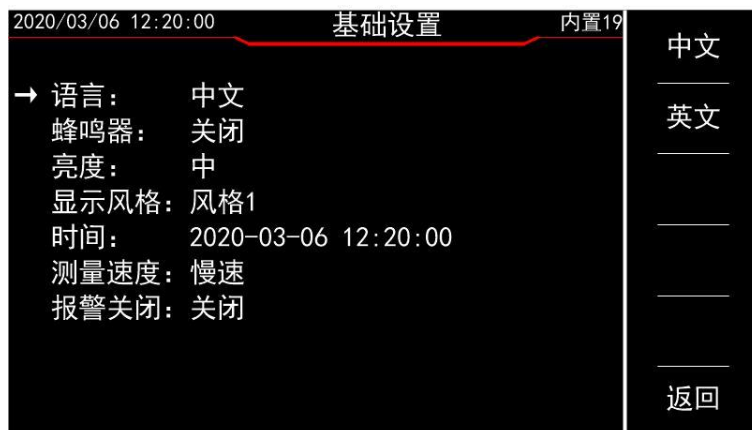 2020/03/06 12:20:00 基础设置 内置19
→ 语言： 中文
蜂鸣器： 关闭
亮度： 中
显示风格：风格1
时间： 2020-03-06 12:20:00
测量速度：慢速
报警关闭：关闭
中文
英文
返回